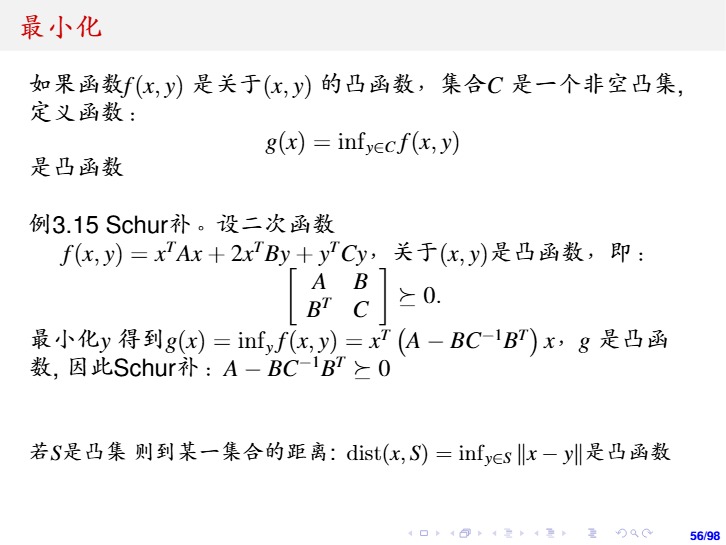 最小化
如果函数f(x, y) 是关于(x, y) 的凸函数，集合C 是一个非空凸集,
定义函数：
g(x) = inf_{y∈C} f(x, y)
是凸函数
例3.15 Schur补。设二次函数
f(x, y) = x^T Ax + 2x^T By + y^T Cy，关于(x, y)是凸函数，即：
[ A B
B^T C ] ⪰ 0.
最小化y 得到g(x) = inf_y f(x, y) = x^T (A − BC^{−1}B^T) x，g 是凸函
数, 因此Schur补：A − BC^{−1}B^T ⪰ 0
若S是凸集 则到某一集合的距离: dist(x, S) = inf_{y∈S} ‖x − y‖是凸函数
56/98